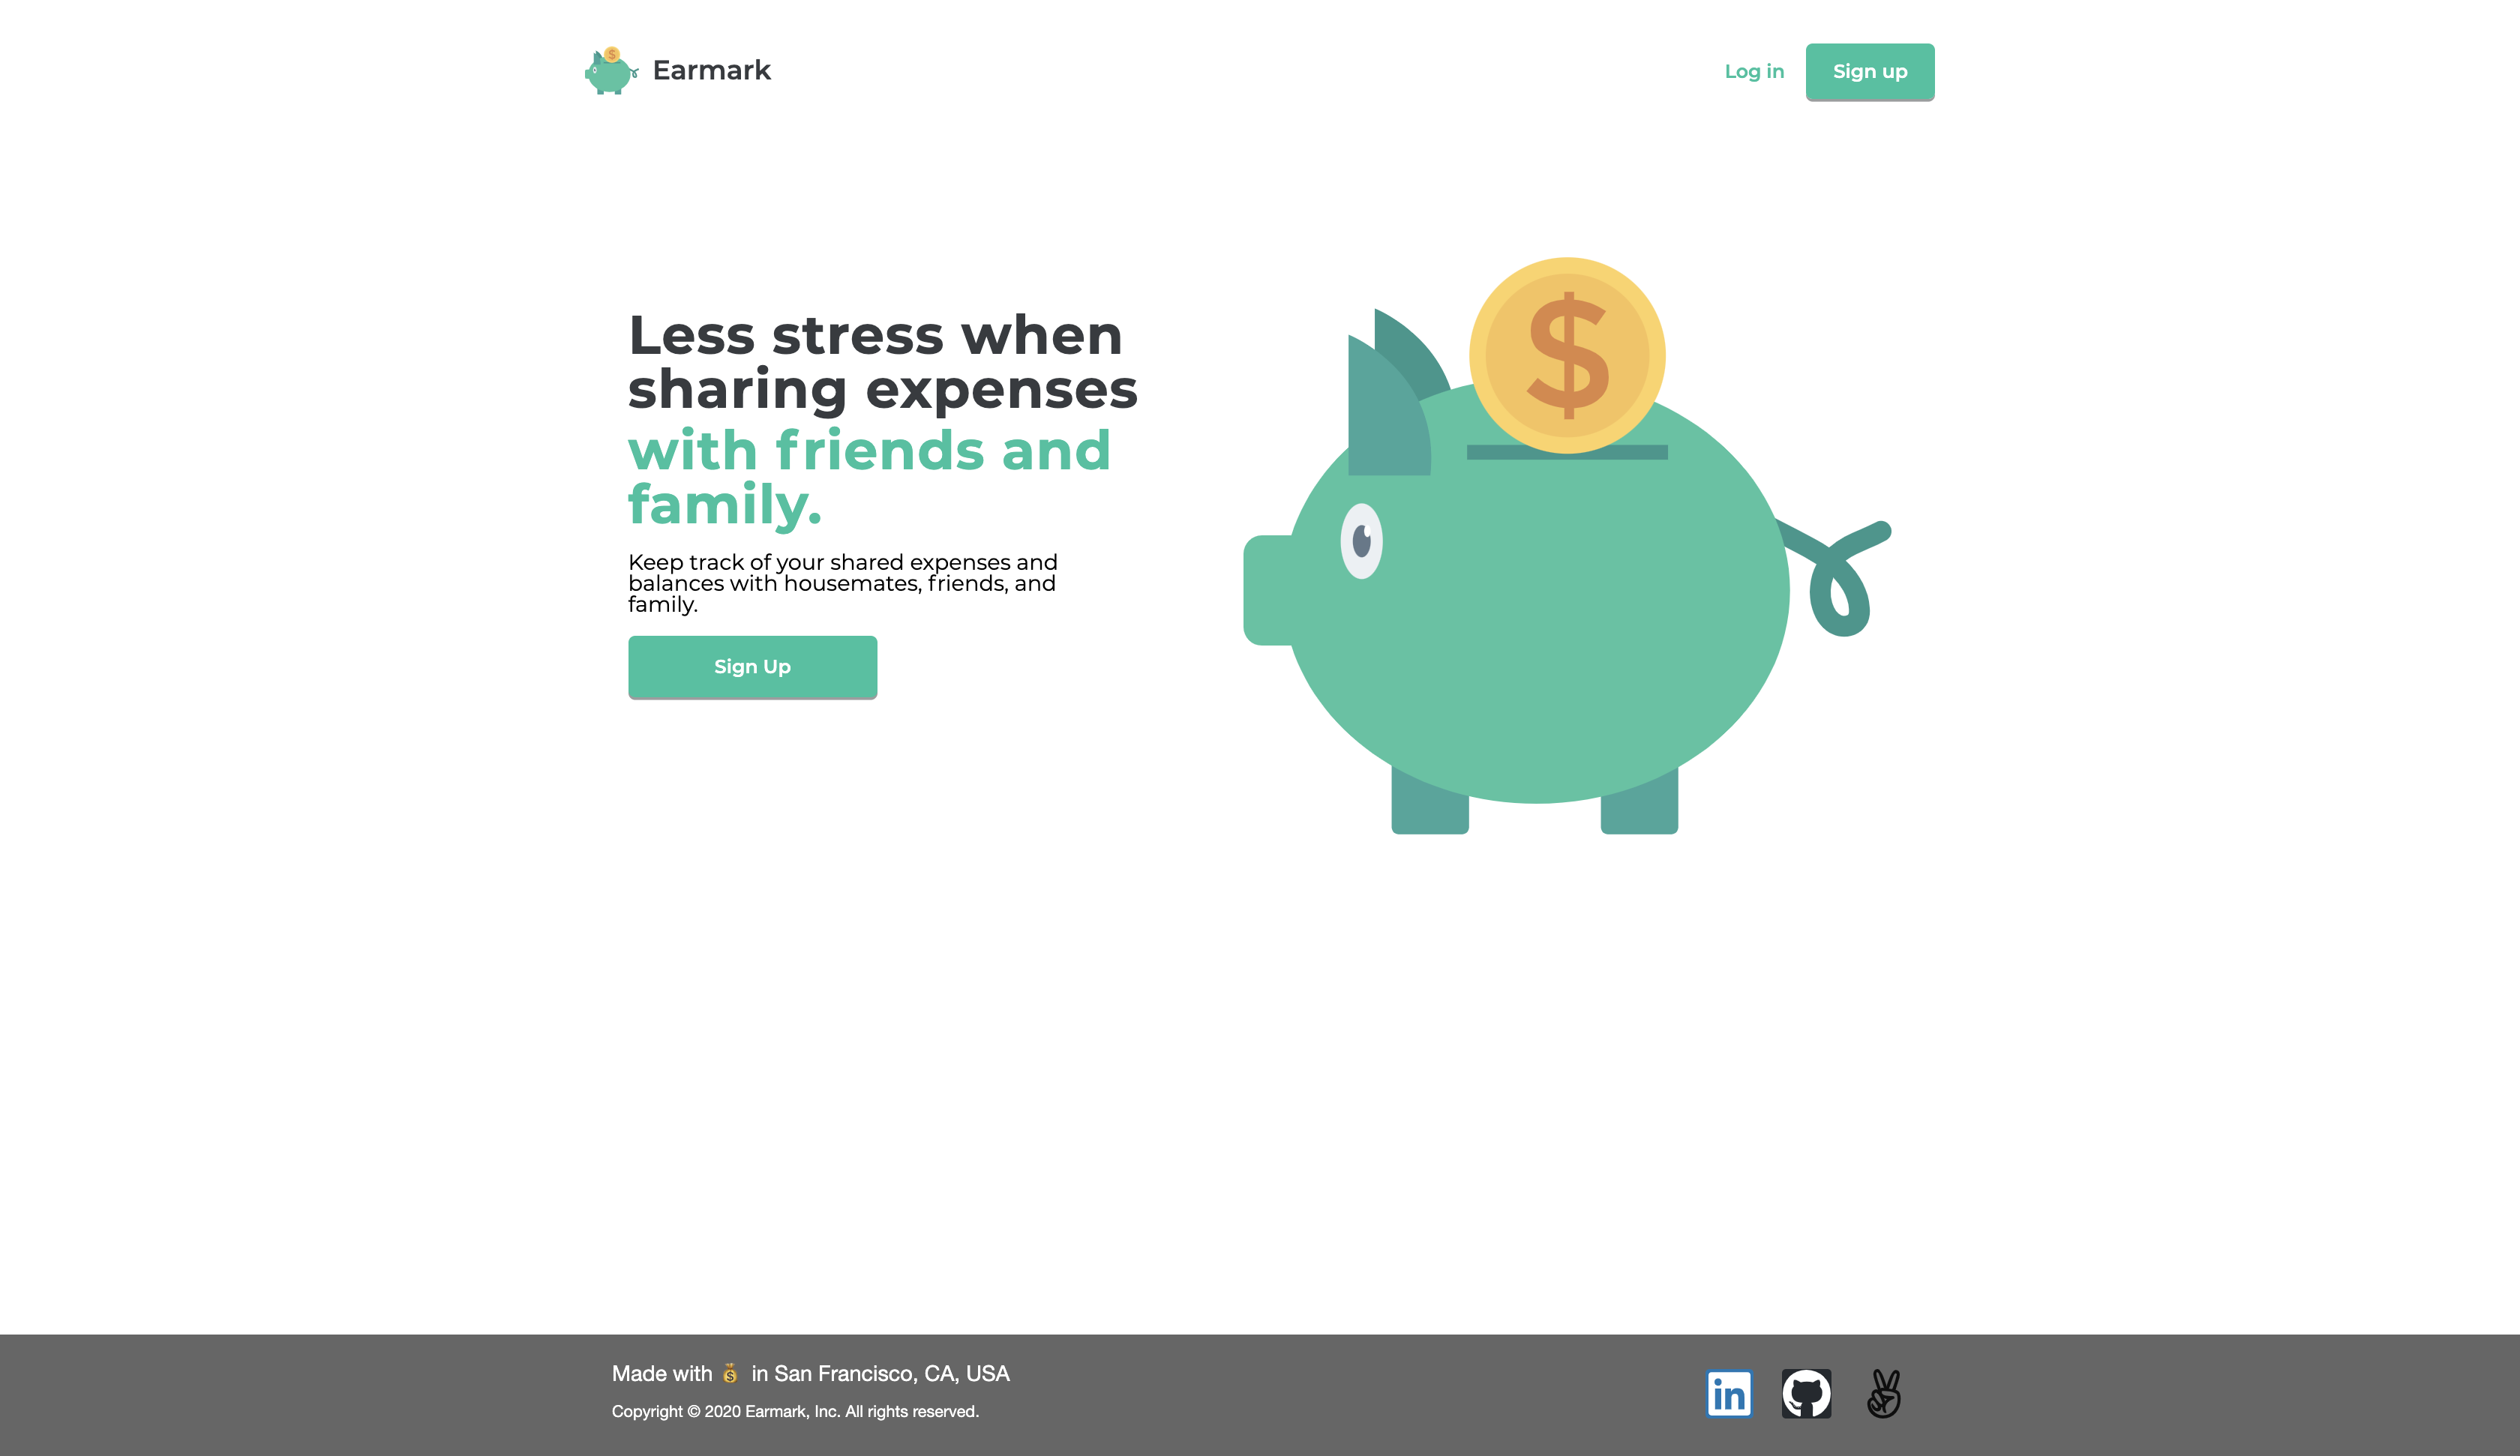 Earmark
Log in
Sign up
Less stress when
sharing expenses
with friends and
family.
Keep track of your shared expenses and
balances with housemates, friends, and
family.
Sign Up
$
Made with 💰 in San Francisco, CA, USA
Copyright © 2020 Earmark, Inc. All rights reserved.
in